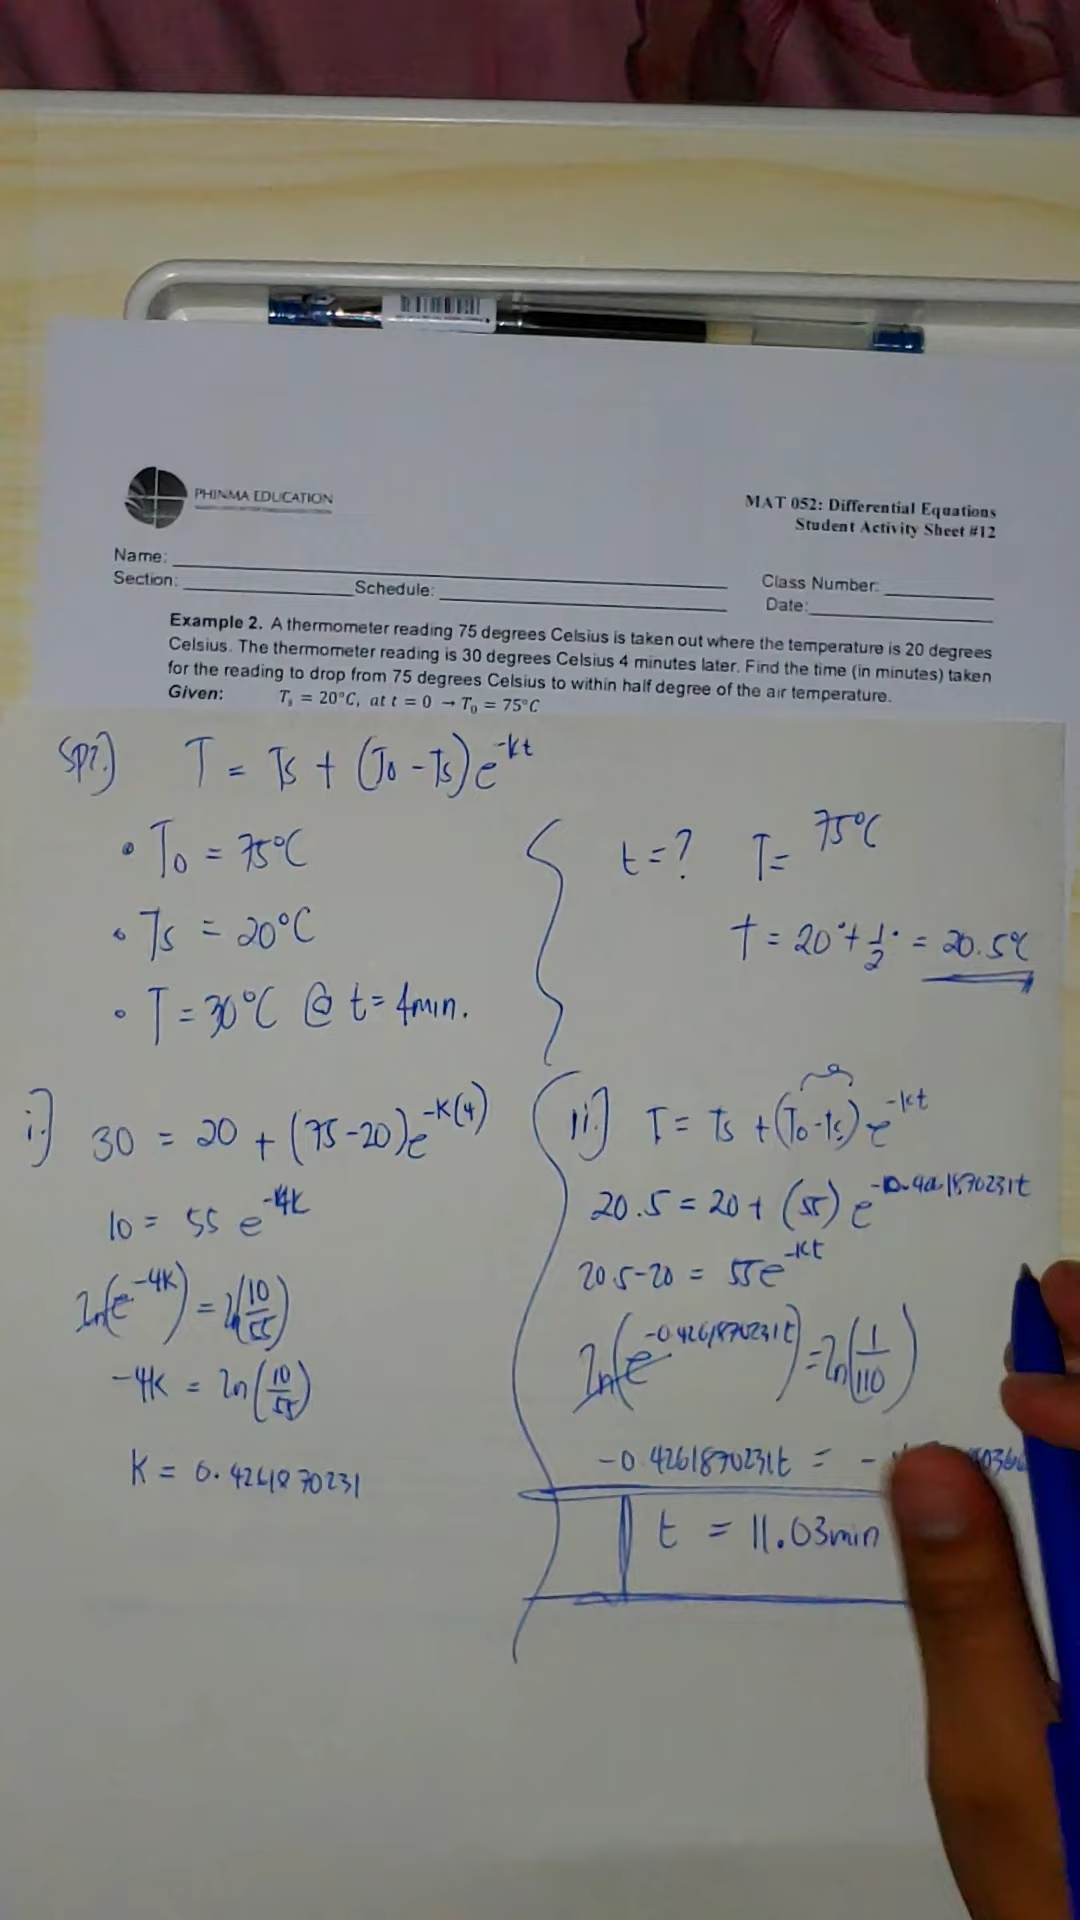 PHINMA EDUCATION
MAT 052: Differential Equations
Student Activity Sheet #12
Name:
Section: Schedule: Class Number:
Date:
Example 2. A thermometer reading 75 degrees Celsius is taken out where the temperature is 20 degrees
Celsius. The thermometer reading is 30 degrees Celsius 4 minutes later. Find the time (in minutes) taken
for the reading to drop from 75 degrees Celsius to within half degree of the air temperature.
Given: Tₛ = 20°C, at t = 0 → T₀ = 75°C
T = Ts + (To - Ts)e^-kt
• To = 75°C
• Ts = 20°C
• T = 30°C @ t = 4min.
t = ? T = 75°C
T = 20° + 1/2° = 20.5°C
i.] 30 = 20 + (75-20)e^-k(4)
10 = 55 e^-4k
ln(e^-4k) = ln(10/55)
-4k = ln(10/55)
k = 0.4261870231
ii.] T = Ts + (To-Ts)e^-kt
20.5 = 20 + (55) e^-0.4261870231t
20.5-20 = 55e^-kt
ln(e^-0.4261870231t) = ln(1/110)
-0.4261870231t = -
t = 11.03min